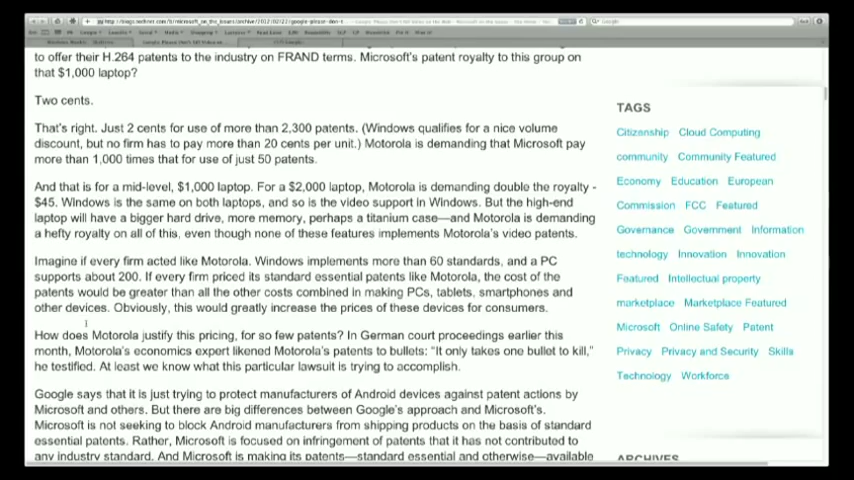 to offer their H.264 patents to the industry on FRAND terms. Microsoft's patent royalty to this group on
that $1,000 laptop?
Two cents.
That's right. Just 2 cents for use of more than 2,300 patents. (Windows qualifies for a nice volume
discount, but no firm has to pay more than 20 cents per unit.) Motorola is demanding that Microsoft pay
more than 1,000 times that for use of just 50 patents.
And that is for a mid-level, $1,000 laptop. For a $2,000 laptop, Motorola is demanding double the royalty -
$45. Windows is the same on both laptops, and so is the video support in Windows. But the high-end
laptop will have a bigger hard drive, more memory, perhaps a titanium case—and Motorola is demanding
a hefty royalty on all of this, even though none of these features implements Motorola's video patents.
Imagine if every firm acted like Motorola. Windows implements more than 60 standards, and a PC
supports about 200. If every firm priced its standard essential patents like Motorola, the cost of the
patents would be greater than all the other costs combined in making PCs, tablets, smartphones and
other devices. Obviously, this would greatly increase the prices of these devices for consumers.
How does Motorola justify this pricing, for so few patents? In German court proceedings earlier this
month, Motorola's economics expert likened Motorola's patents to bullets: "It only takes one bullet to kill,"
he testified. At least we know what this particular lawsuit is trying to accomplish.
Google says that it is just trying to protect manufacturers of Android devices against patent actions by
Microsoft and others. But there are big differences between Google's approach and Microsoft's.
Microsoft is not seeking to block Android manufacturers from shipping products on the basis of standard
essential patents. Rather, Microsoft is focused on infringement of patents that it has not contributed to
any industry standard. And Microsoft is making its patents—standard essential and otherwise—available
TAGS
Citizenship Cloud Computing
community Community Featured
Economy Education European
Commission FCC Featured
Governance Government Information
technology Innovation Innovation
Featured Intellectual property
marketplace Marketplace Featured
Microsoft Online Safety Patent
Privacy Privacy and Security Skills
Technology Workforce
ARCHIVES